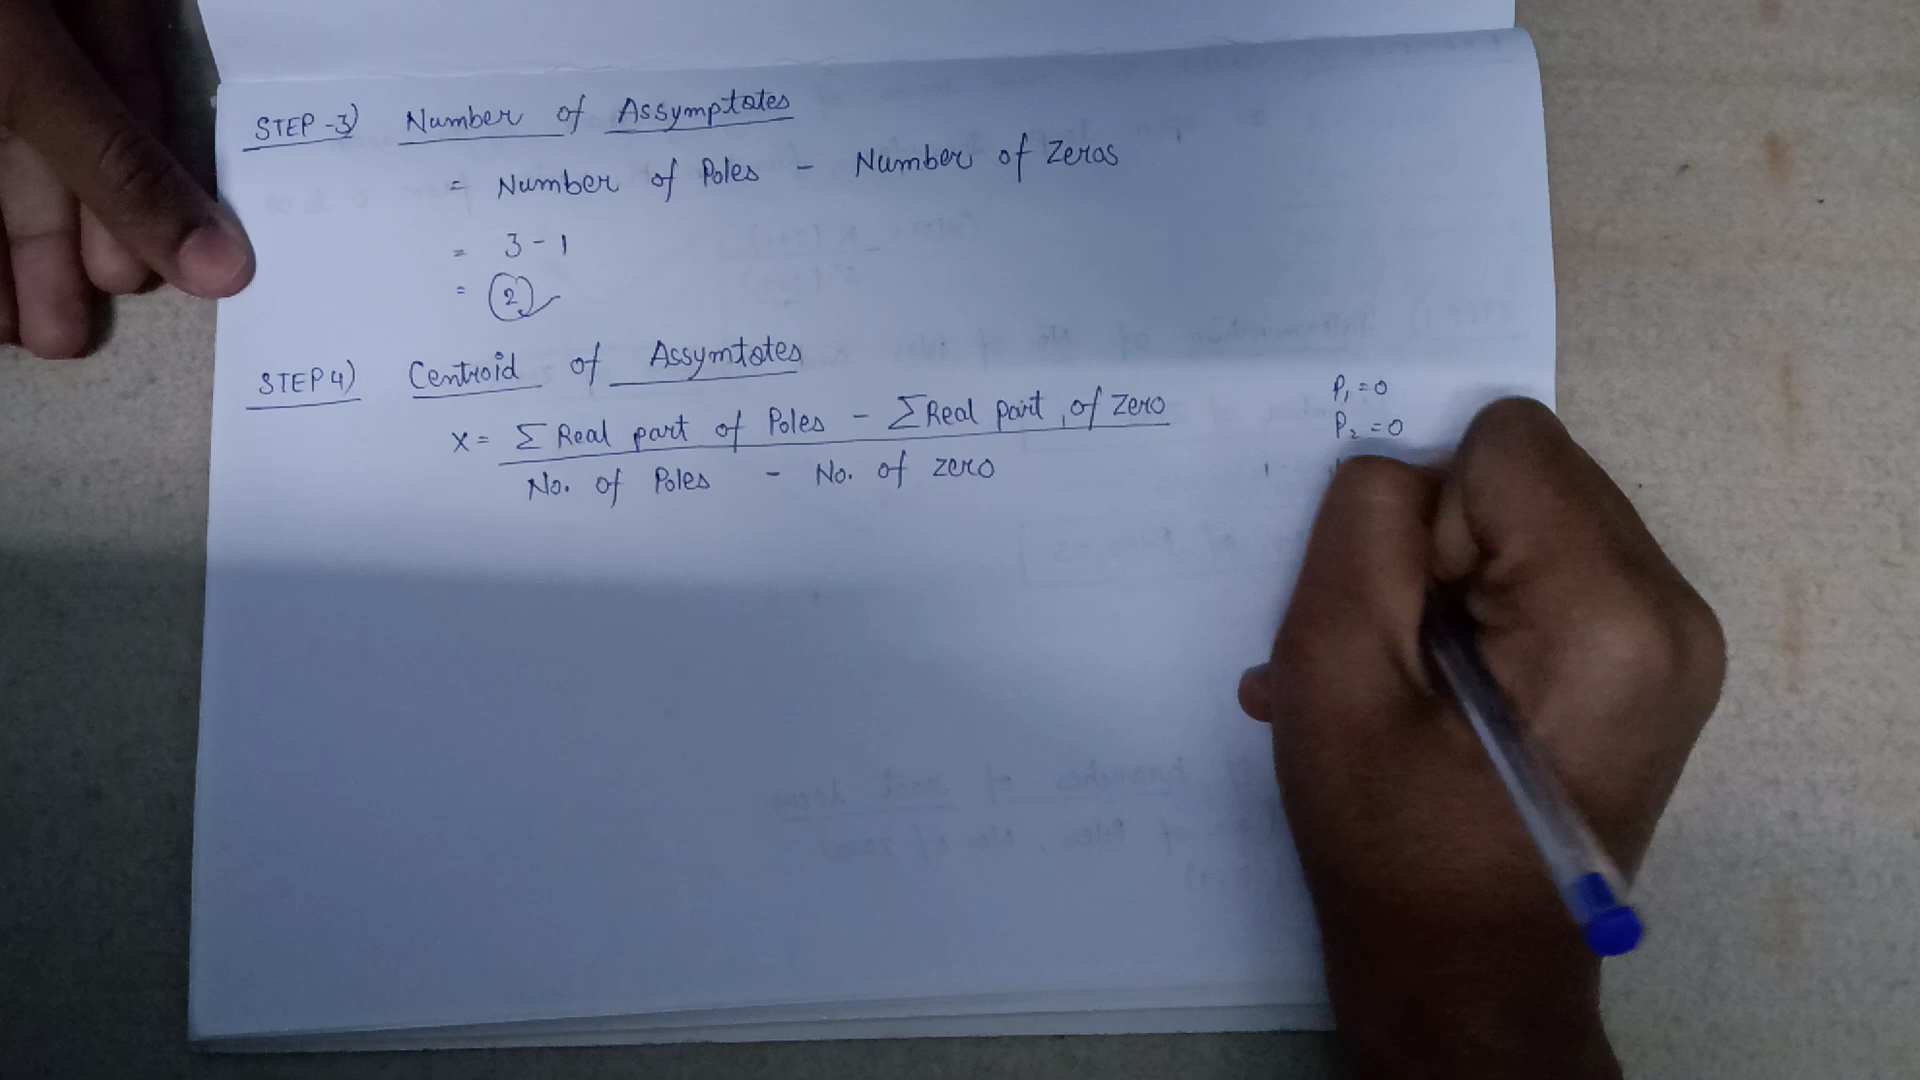 STEP-3) Number of Assymptotes
= Number of Poles - Number of Zeros
= 3-1
= 2
STEP 4) Centroid of Assymtotes
X = Σ Real part of Poles - Σ Real part of Zero
No. of Poles - No. of zero
P₁ = 0
P₂ = 0